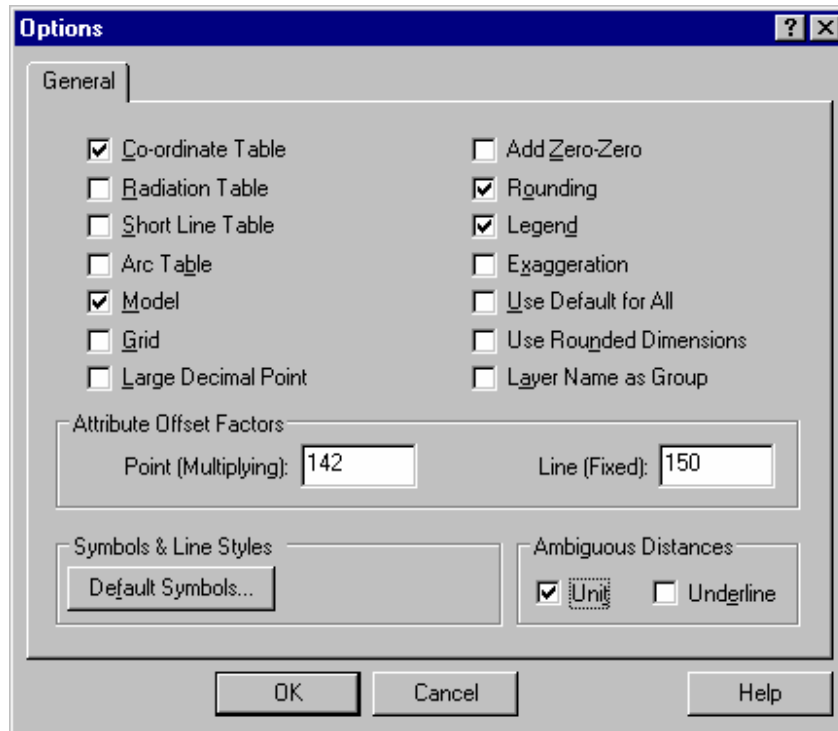 Options
General
Co-ordinate Table
Add Zero-Zero
Radiation Table
Rounding
Short Line Table
Legend
Arc Table
Exaggeration
Model
Use Default for All
Grid
Use Rounded Dimensions
Large Decimal Point
Layer Name as Group
Attribute Offset Factors
Point (Multiplying): 142
Line (Fixed): 150
Symbols & Line Styles
Default Symbols...
Ambiguous Distances
Unit
Underline
OK
Cancel
Help